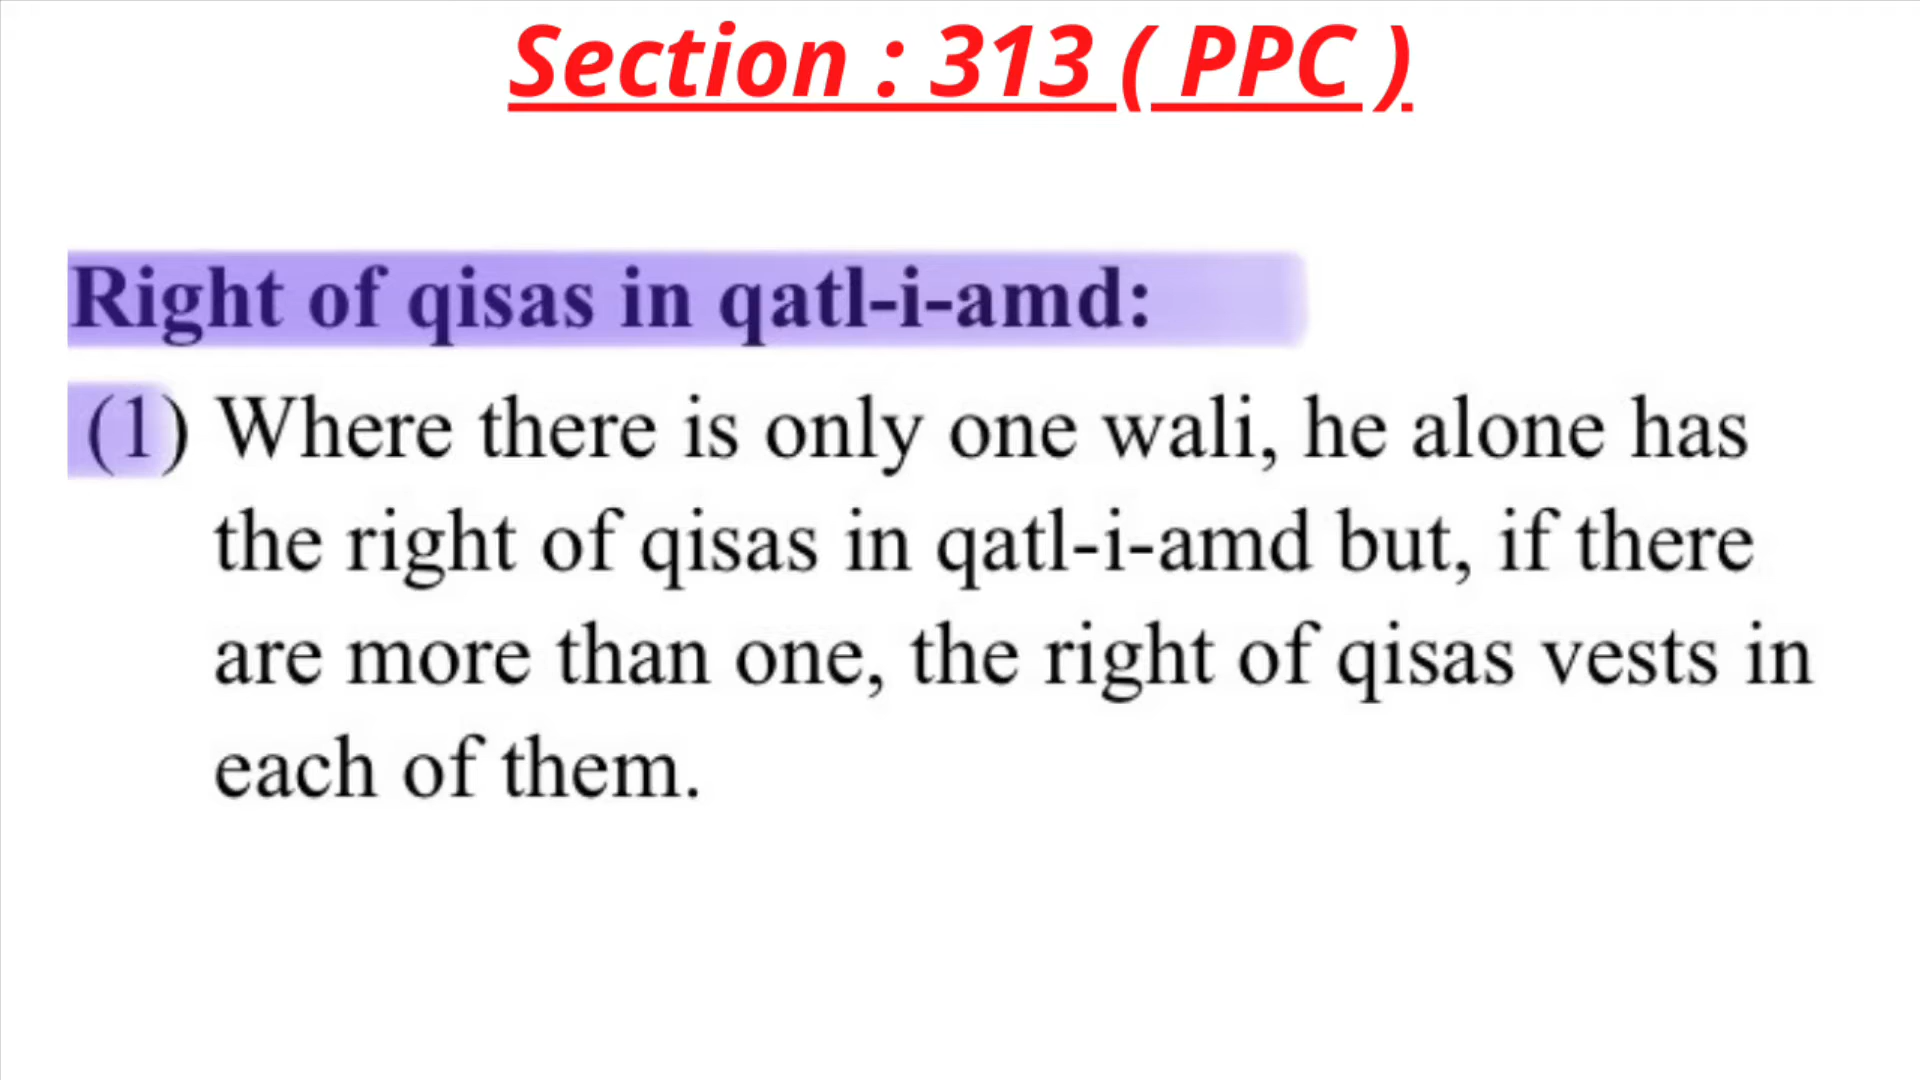 Section : 313 ( PPC )
Right of qisas in qatl-i-amd:
(1) Where there is only one wali, he alone has
the right of qisas in qatl-i-amd but, if there
are more than one, the right of qisas vests in
each of them.